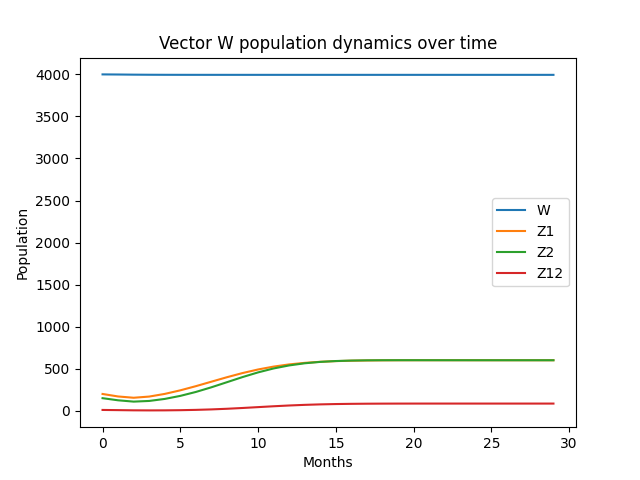 Vector W population dynamics over time
Population
4000
3500
3000
2500
2000
1500
1000
500
0
W
Z1
Z2
Z12
0 5 10 15 20 25 30
Months